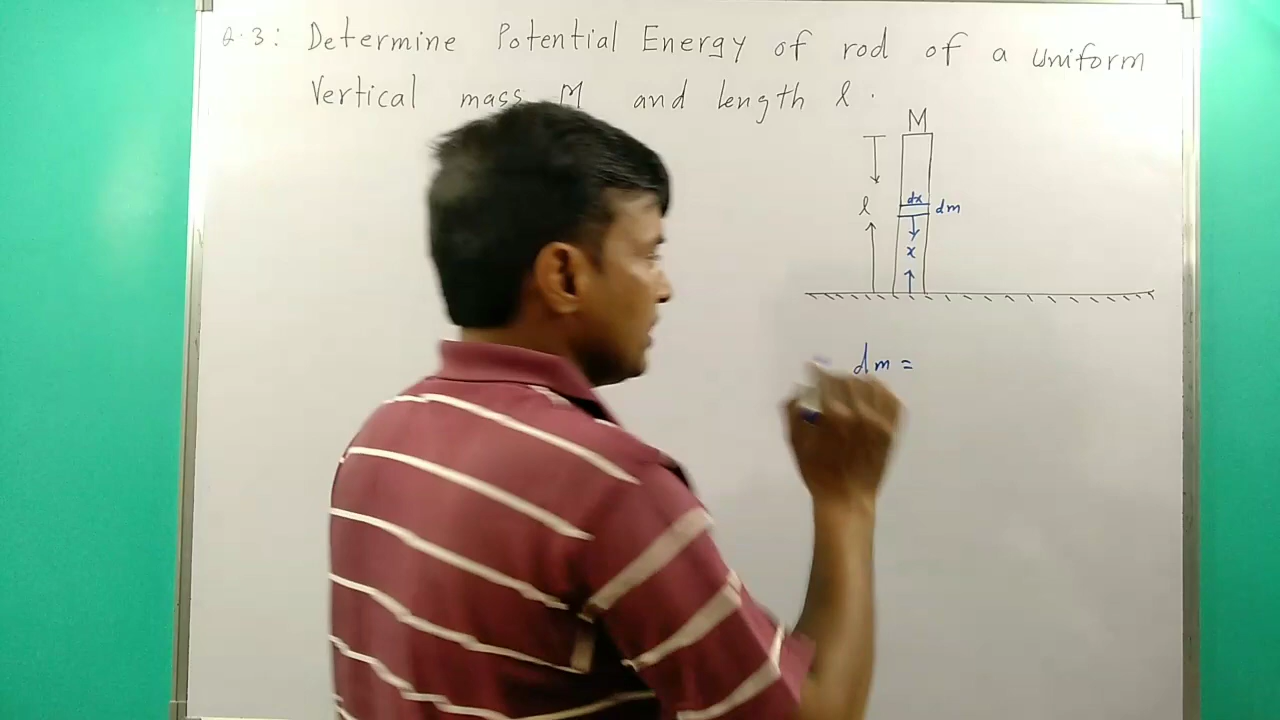 Q.3: Determine Potential Energy of rod of a uniform
Vertical mass M and length l.
M
dx
l
dm
x
dm =